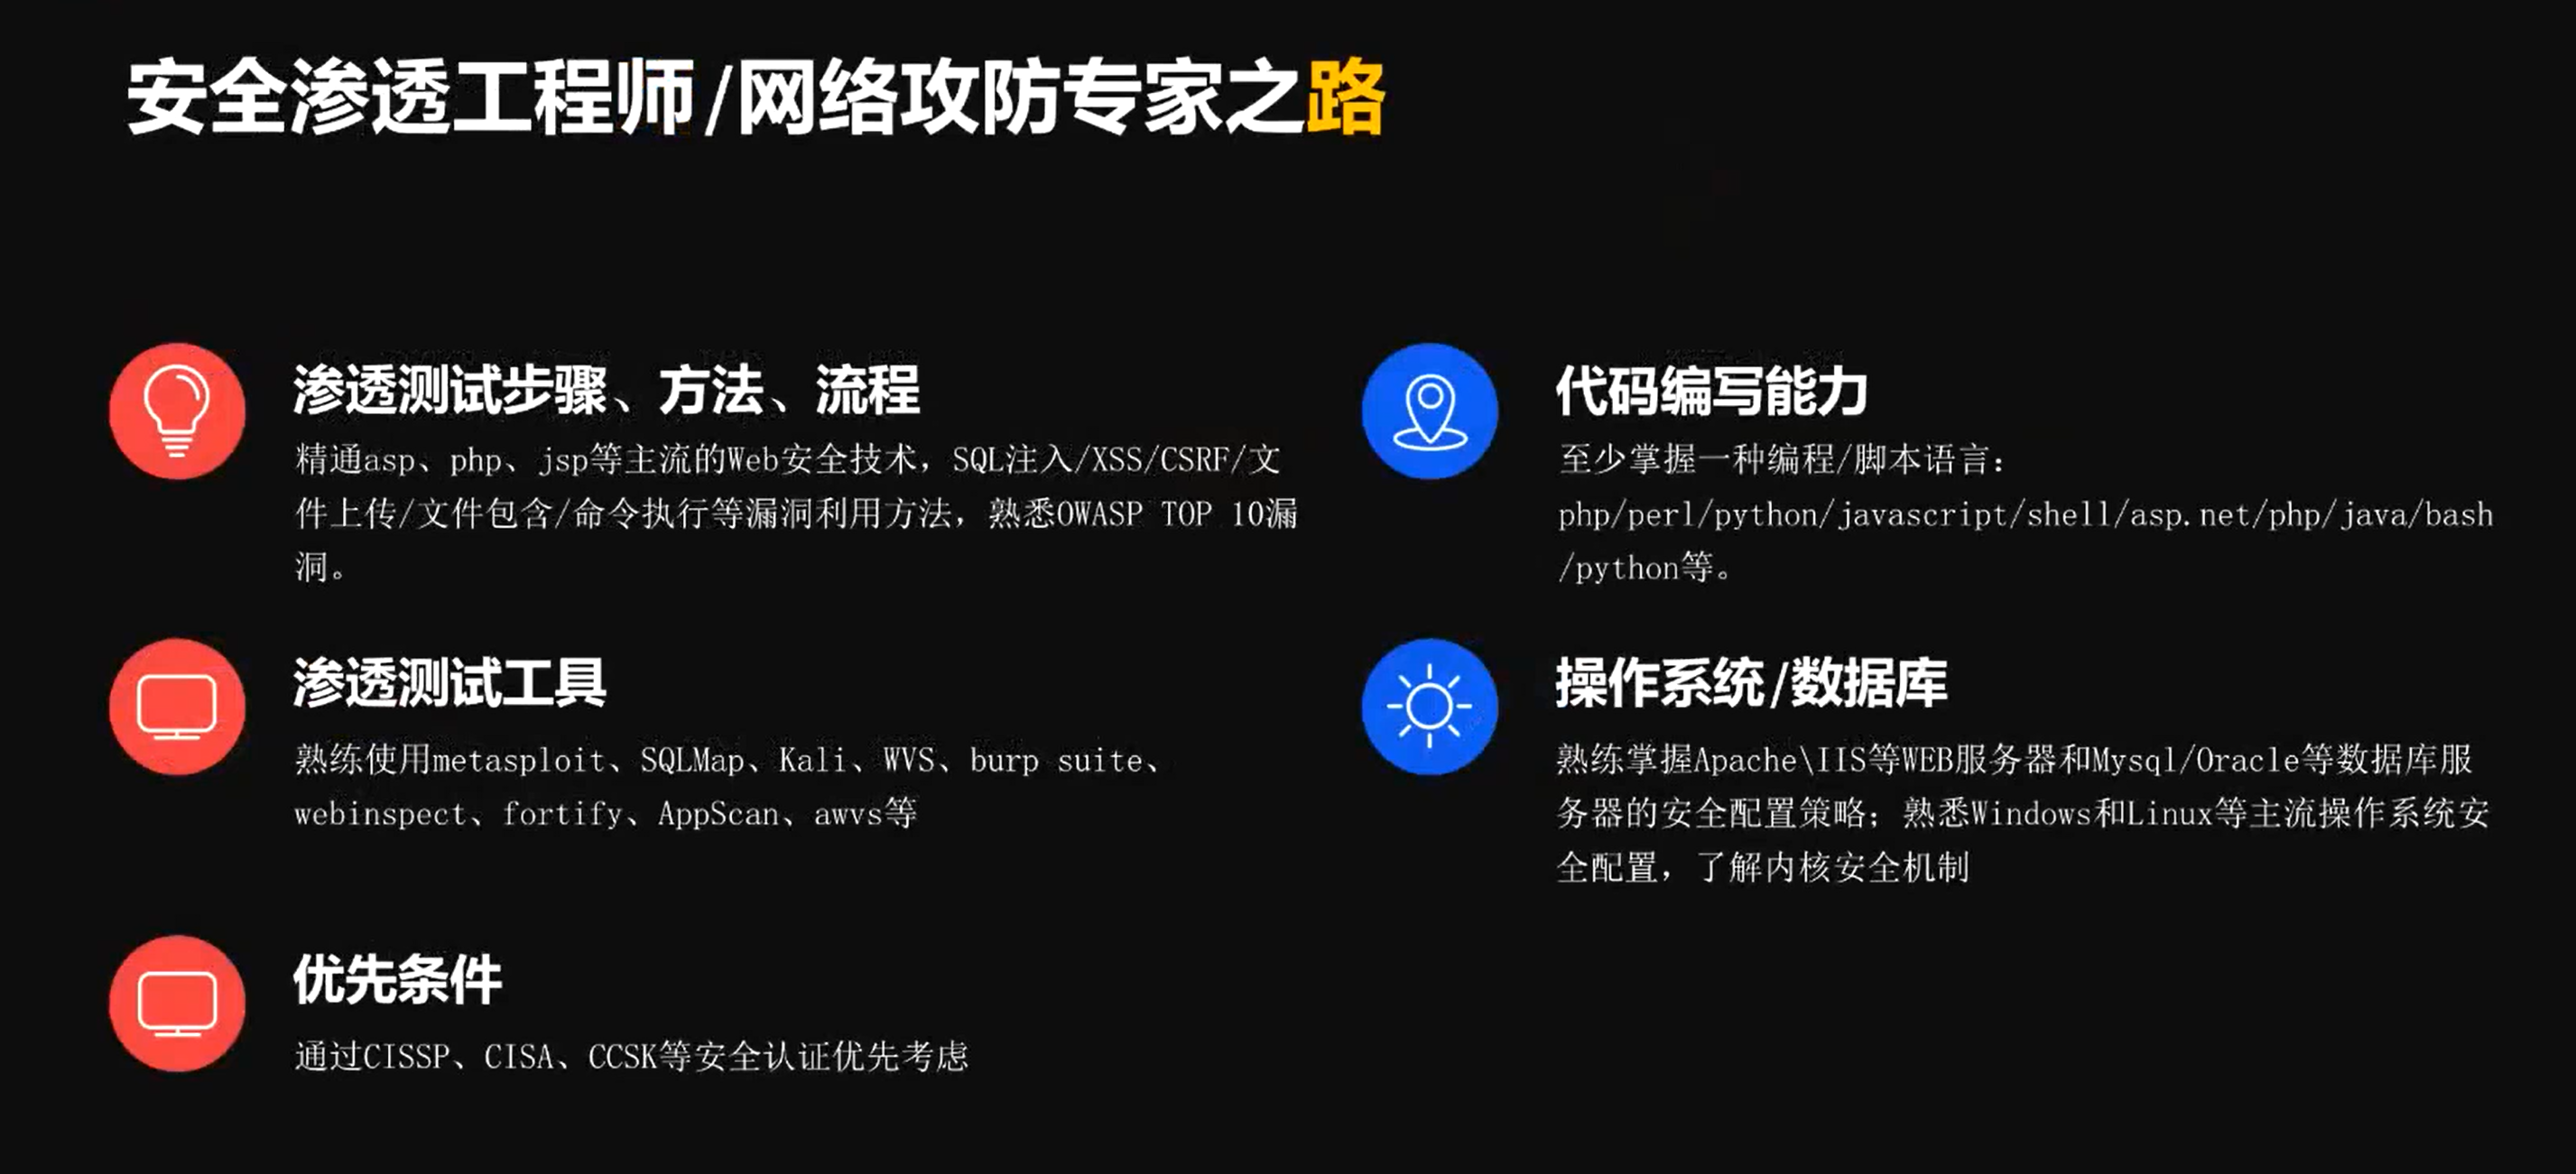 安全渗透工程师/网络攻防专家之路
渗透测试步骤、方法、流程
精通asp、php、jsp等主流的Web安全技术，SQL注入/XSS/CSRF/文
件上传/文件包含/命令执行等漏洞利用方法，熟悉OWASP TOP 10漏
洞。
代码编写能力
至少掌握一种编程/脚本语言：
php/perl/python/javascript/shell/asp.net/php/java/bash
/python等。
渗透测试工具
熟练使用metasploit、SQLMap、Kali、WVS、burp suite、
webinspect、fortify、AppScan、awvs等
操作系统/数据库
熟练掌握Apache\IIS等WEB服务器和Mysql/Oracle等数据库服
务器的安全配置策略；熟悉Windows和Linux等主流操作系统安
全配置，了解内核安全机制
优先条件
通过CISSP、CISA、CCSK等安全认证优先考虑